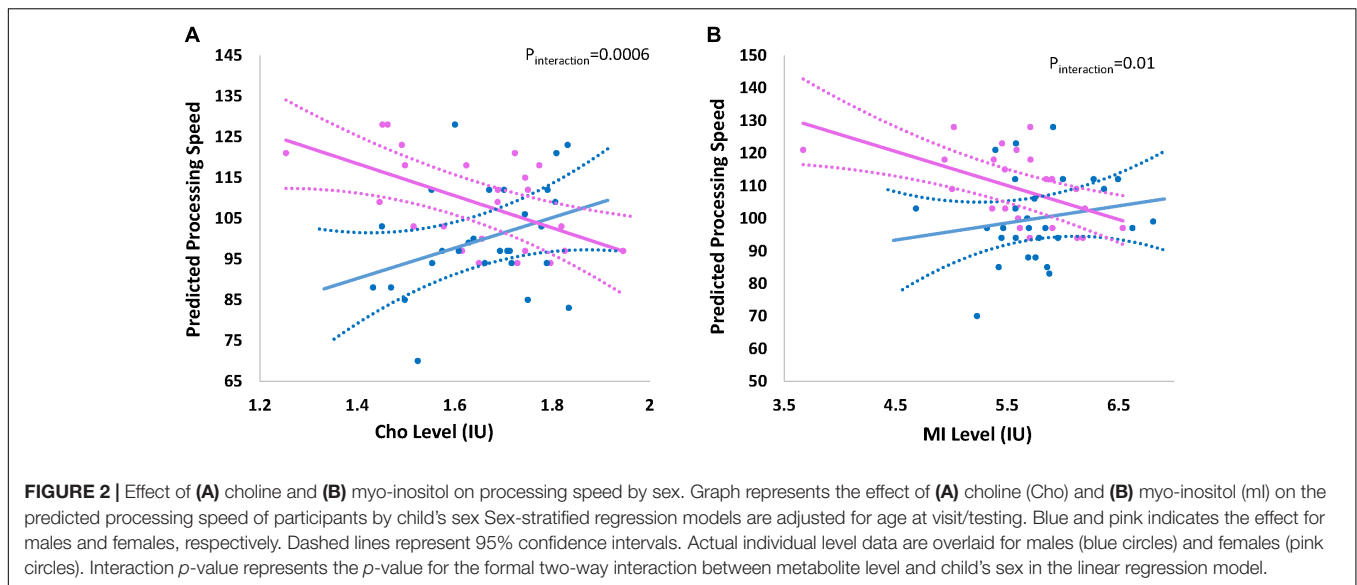 A
P interaction=0.0006
145
135
125
115
105
95
85
75
65
Predicted Processing Speed
1.2 1.4 1.6 1.8 2
Cho Level (IU)
B
P interaction=0.01
150
140
130
120
110
100
90
80
70
60
50
Predicted Processing Speed
3.5 4.5 5.5 6.5
MI Level (IU)
FIGURE 2 | Effect of (A) choline and (B) myo-inositol on processing speed by sex. Graph represents the effect of (A) choline (Cho) and (B) myo-inositol (mI) on the
predicted processing speed of participants by child's sex Sex-stratified regression models are adjusted for age at visit/testing. Blue and pink indicates the effect for
males and females, respectively. Dashed lines represent 95% confidence intervals. Actual individual level data are overlaid for males (blue circles) and females (pink
circles). Interaction p-value represents the p-value for the formal two-way interaction between metabolite level and child's sex in the linear regression model.